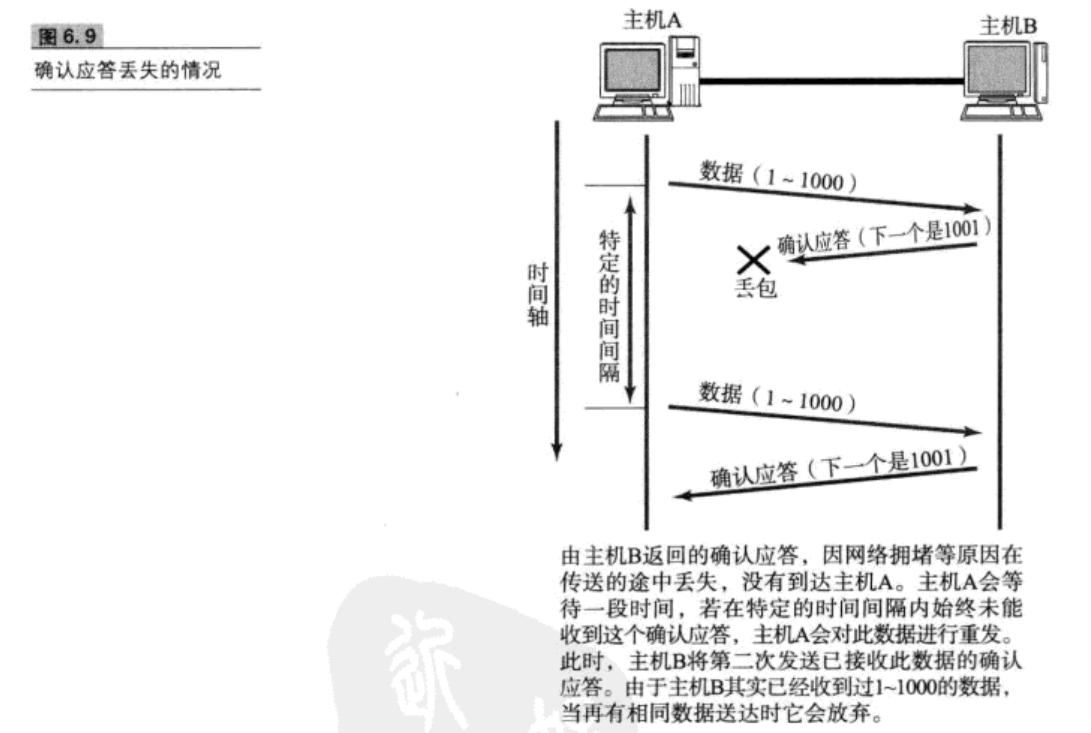 图 6.9
确认应答丢失的情况
主机A
主机B
数据（1～1000）
确认应答（下一个是1001）
丢包
特定的时间间隔
时间轴
数据（1～1000）
确认应答（下一个是1001）
由主机B返回的确认应答，因网络拥堵等原因在
传送的途中丢失，没有到达主机A。主机A会等
待一段时间，若在特定的时间间隔内始终未能
收到这个确认应答，主机A会对此数据进行重发。
此时，主机B将第二次发送已接收此数据的确认
应答。由于主机B其实已经收到过1~1000的数据，
当再有相同数据送达时它会放弃。